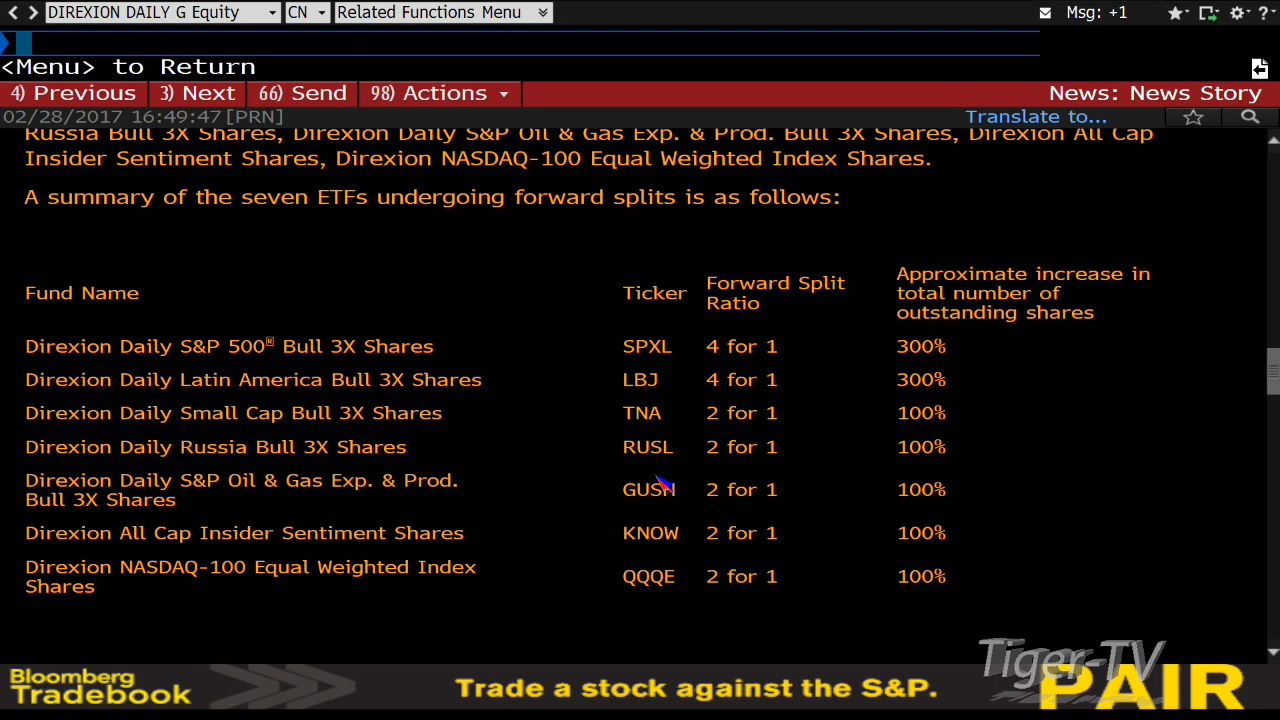 DIREXION DAILY G Equity CN Related Functions Menu Msg: +1
<Menu> to Return
4) Previous 3) Next 66) Send 98) Actions News: News Story
02/28/2017 16:49:47[PRN] Translate to...
Russia Bull 3X Shares, Direxion Daily S&P Oil & Gas Exp. & Prod. Bull 3X Shares, Direxion All Cap
Insider Sentiment Shares, Direxion NASDAQ-100 Equal Weighted Index Shares.
A summary of the seven ETFs undergoing forward splits is as follows:
Fund Name Ticker Forward Split Ratio Approximate increase in total number of outstanding shares
Direxion Daily S&P 500® Bull 3X Shares SPXL 4 for 1 300%
Direxion Daily Latin America Bull 3X Shares LBJ 4 for 1 300%
Direxion Daily Small Cap Bull 3X Shares TNA 2 for 1 100%
Direxion Daily Russia Bull 3X Shares RUSL 2 for 1 100%
Direxion Daily S&P Oil & Gas Exp. & Prod.
Bull 3X Shares GUSH 2 for 1 100%
Direxion All Cap Insider Sentiment Shares KNOW 2 for 1 100%
Direxion NASDAQ-100 Equal Weighted Index
Shares QQQE 2 for 1 100%
Tiger-TV
Bloomberg
Tradebook Trade a stock against the S&P. PAIR